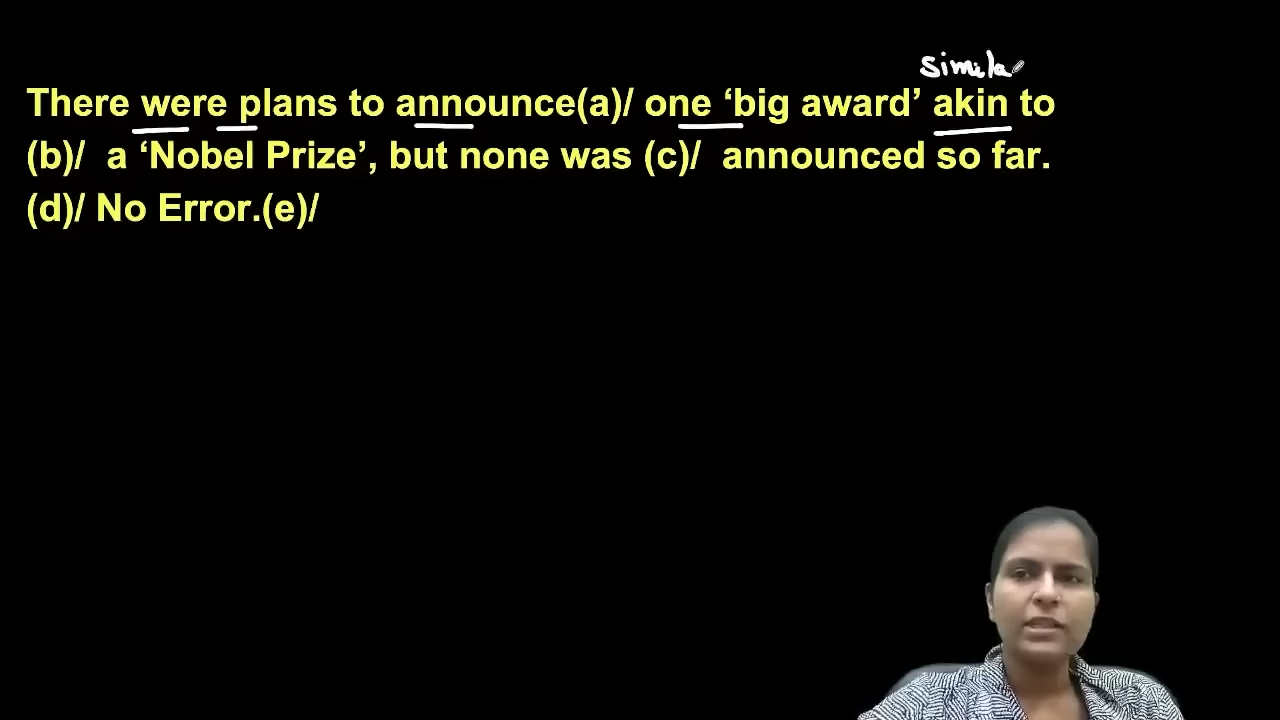 simila
There were plans to announce(a)/ one ‘big award’ akin to
(b)/ a ‘Nobel Prize’, but none was (c)/ announced so far.
(d)/ No Error.(e)/